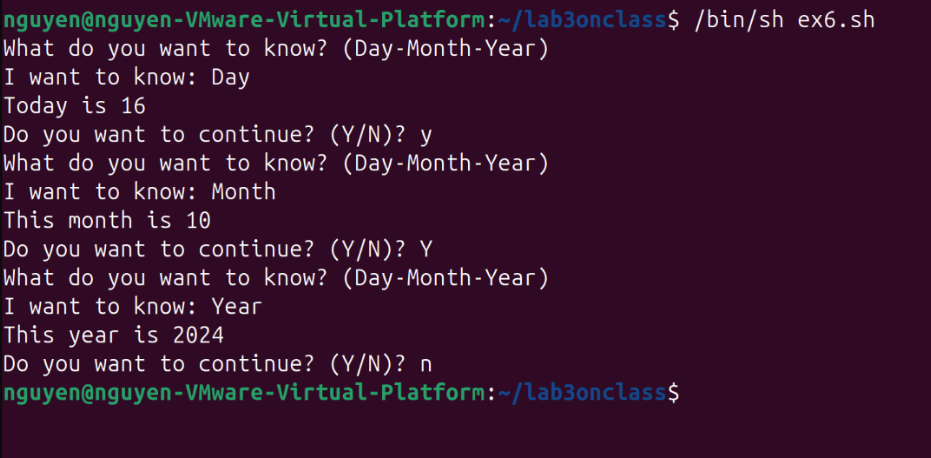 nguyen@nguyen-VMware-Virtual-Platform:~/lab3onclass$ /bin/sh ex6.sh
What do you want to know? (Day-Month-Year)
I want to know: Day
Today is 16
Do you want to continue? (Y/N)? y
What do you want to know? (Day-Month-Year)
I want to know: Month
This month is 10
Do you want to continue? (Y/N)? Y
What do you want to know? (Day-Month-Year)
I want to know: Year
This year is 2024
Do you want to continue? (Y/N)? n
nguyen@nguyen-VMware-Virtual-Platform:~/lab3onclass$